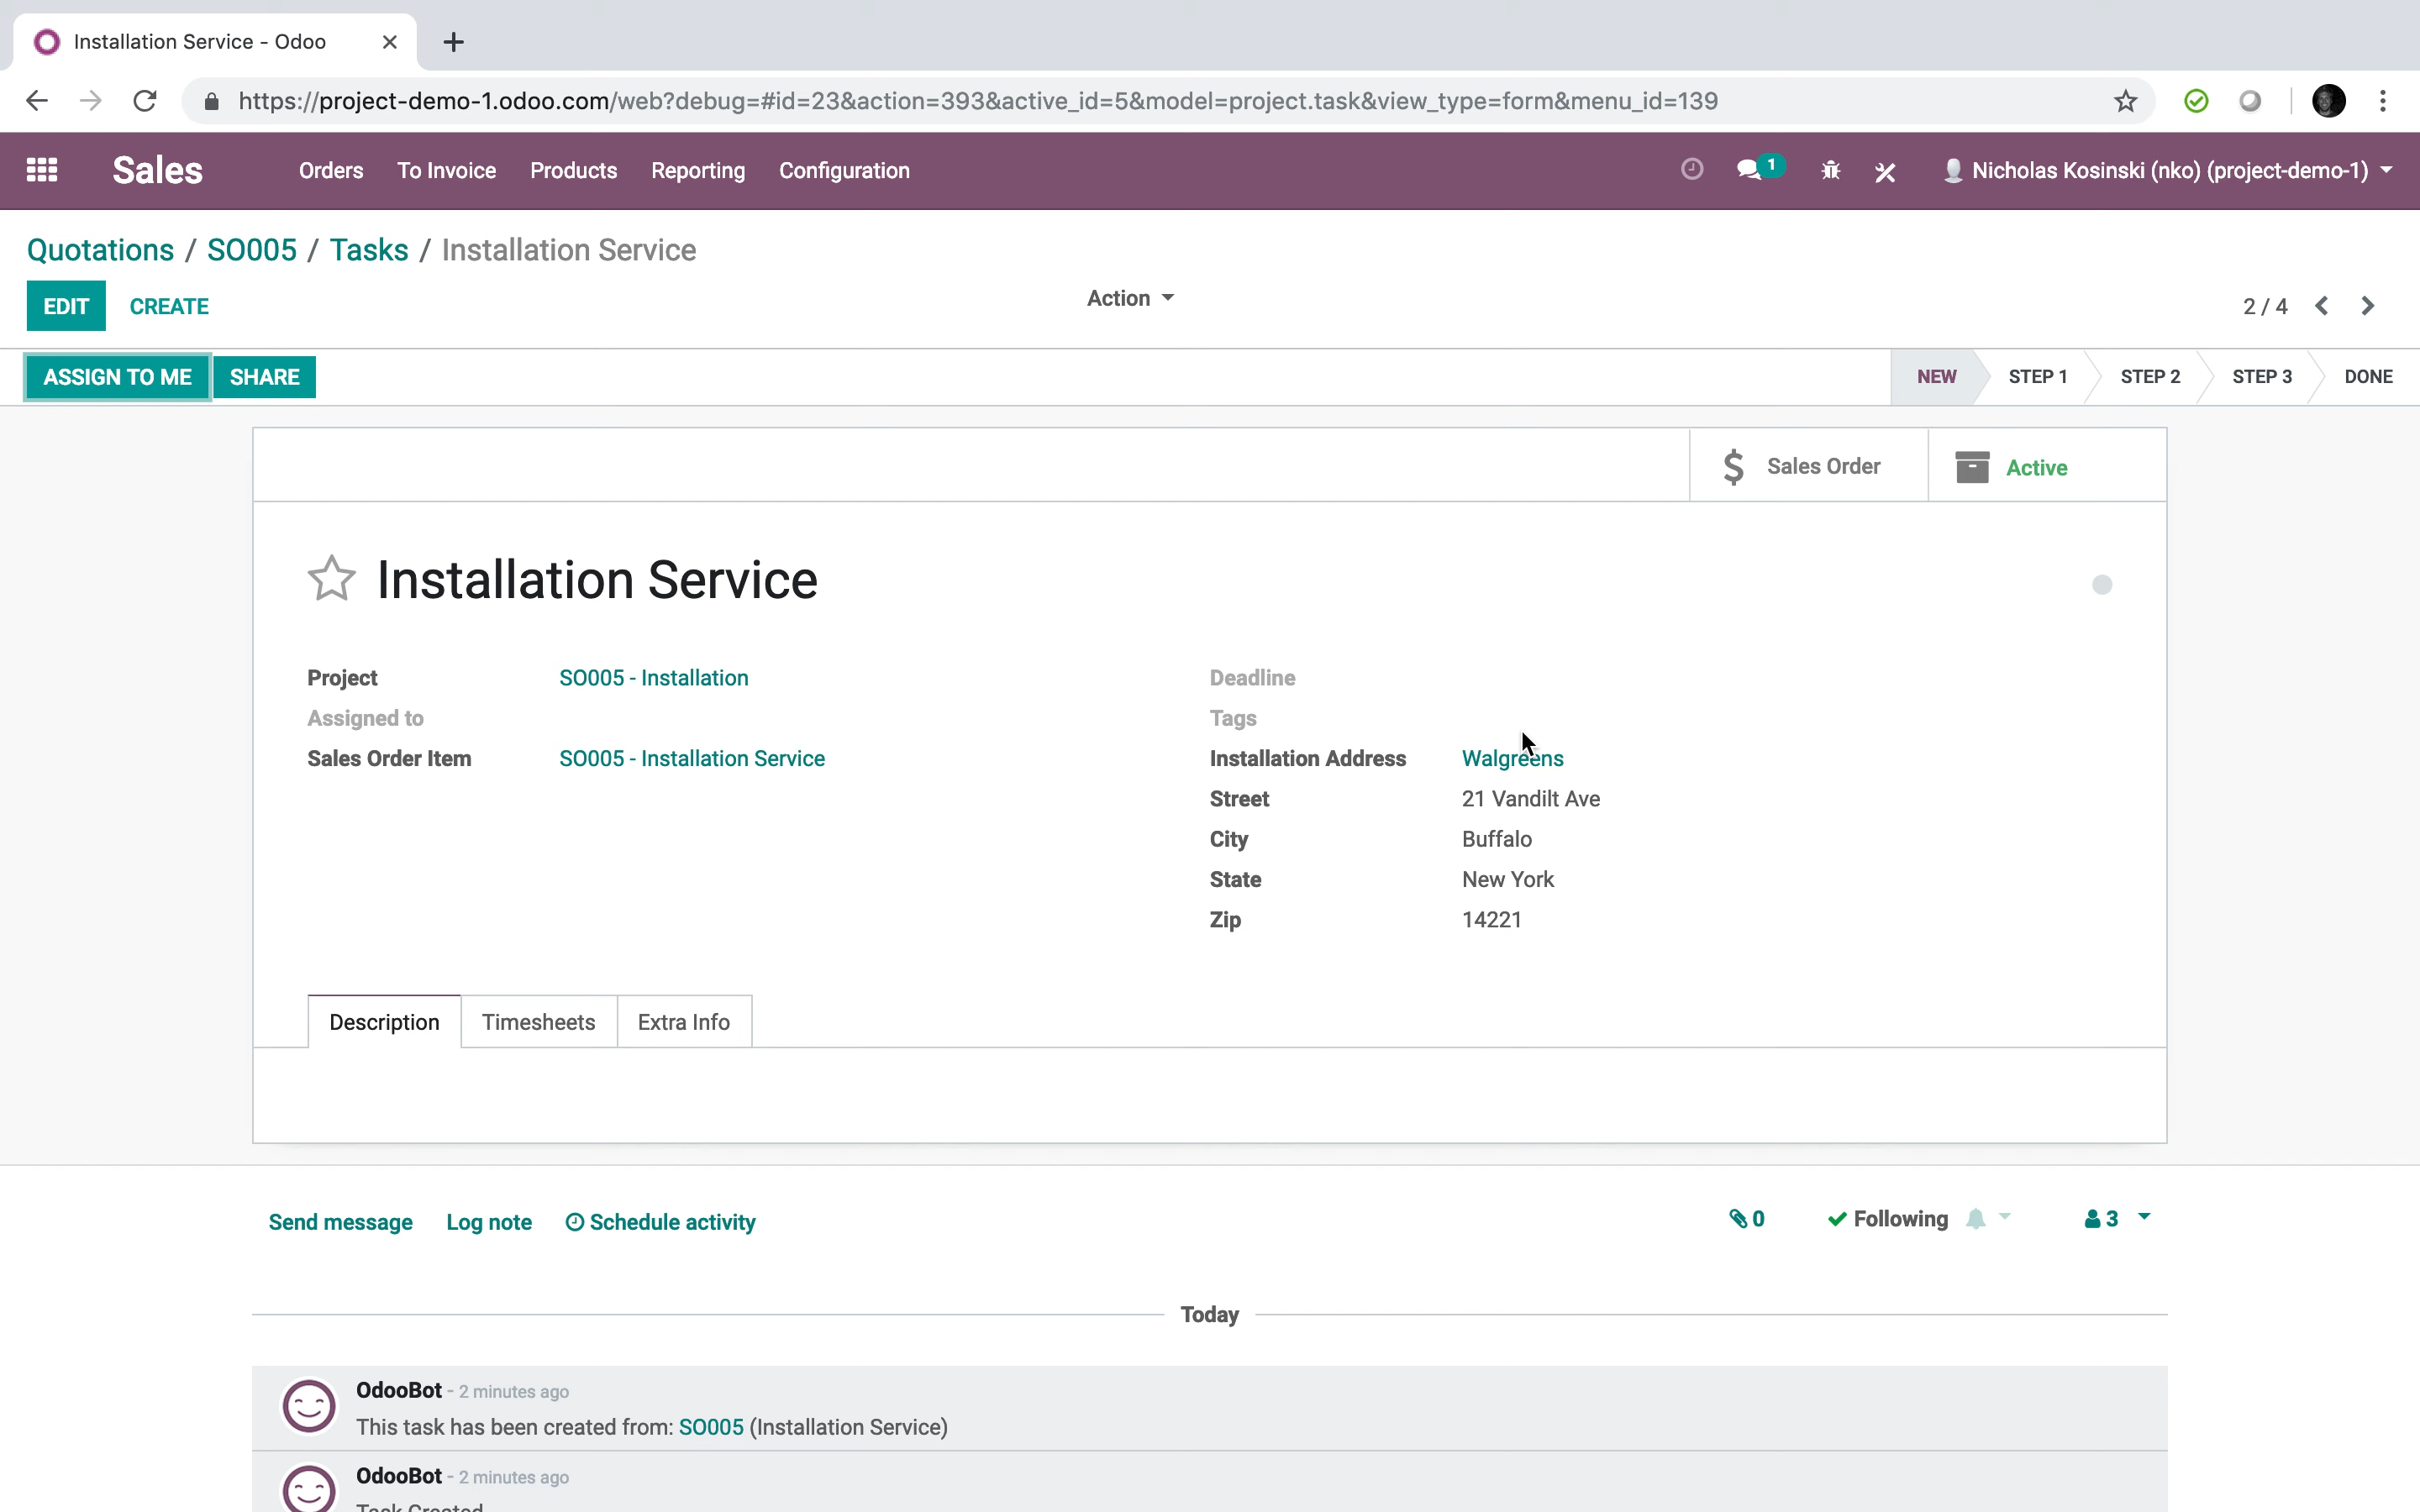 Installation Service - Odoo
https://project-demo-1.odoo.com/web?debug=#id=23&action=393&active_id=5&model=project.task&view_type=form&menu_id=139
Sales Orders To Invoice Products Reporting Configuration 1 Nicholas Kosinski (nko) (project-demo-1)
Quotations / SO005 / Tasks / Installation Service
EDIT CREATE Action 2 / 4
ASSIGN TO ME SHARE NEW STEP 1 STEP 2 STEP 3 DONE
$ Sales Order Active
Installation Service
Project SO005 - Installation Deadline
Assigned to Tags
Sales Order Item SO005 - Installation Service Installation Address Walgreens
Street 21 Vandilt Ave
City Buffalo
State New York
Zip 14221
Description Timesheets Extra Info
Send message Log note Schedule activity 0 Following 3
Today
OdooBot - 2 minutes ago
This task has been created from: SO005 (Installation Service)
OdooBot - 2 minutes ago
Task Created